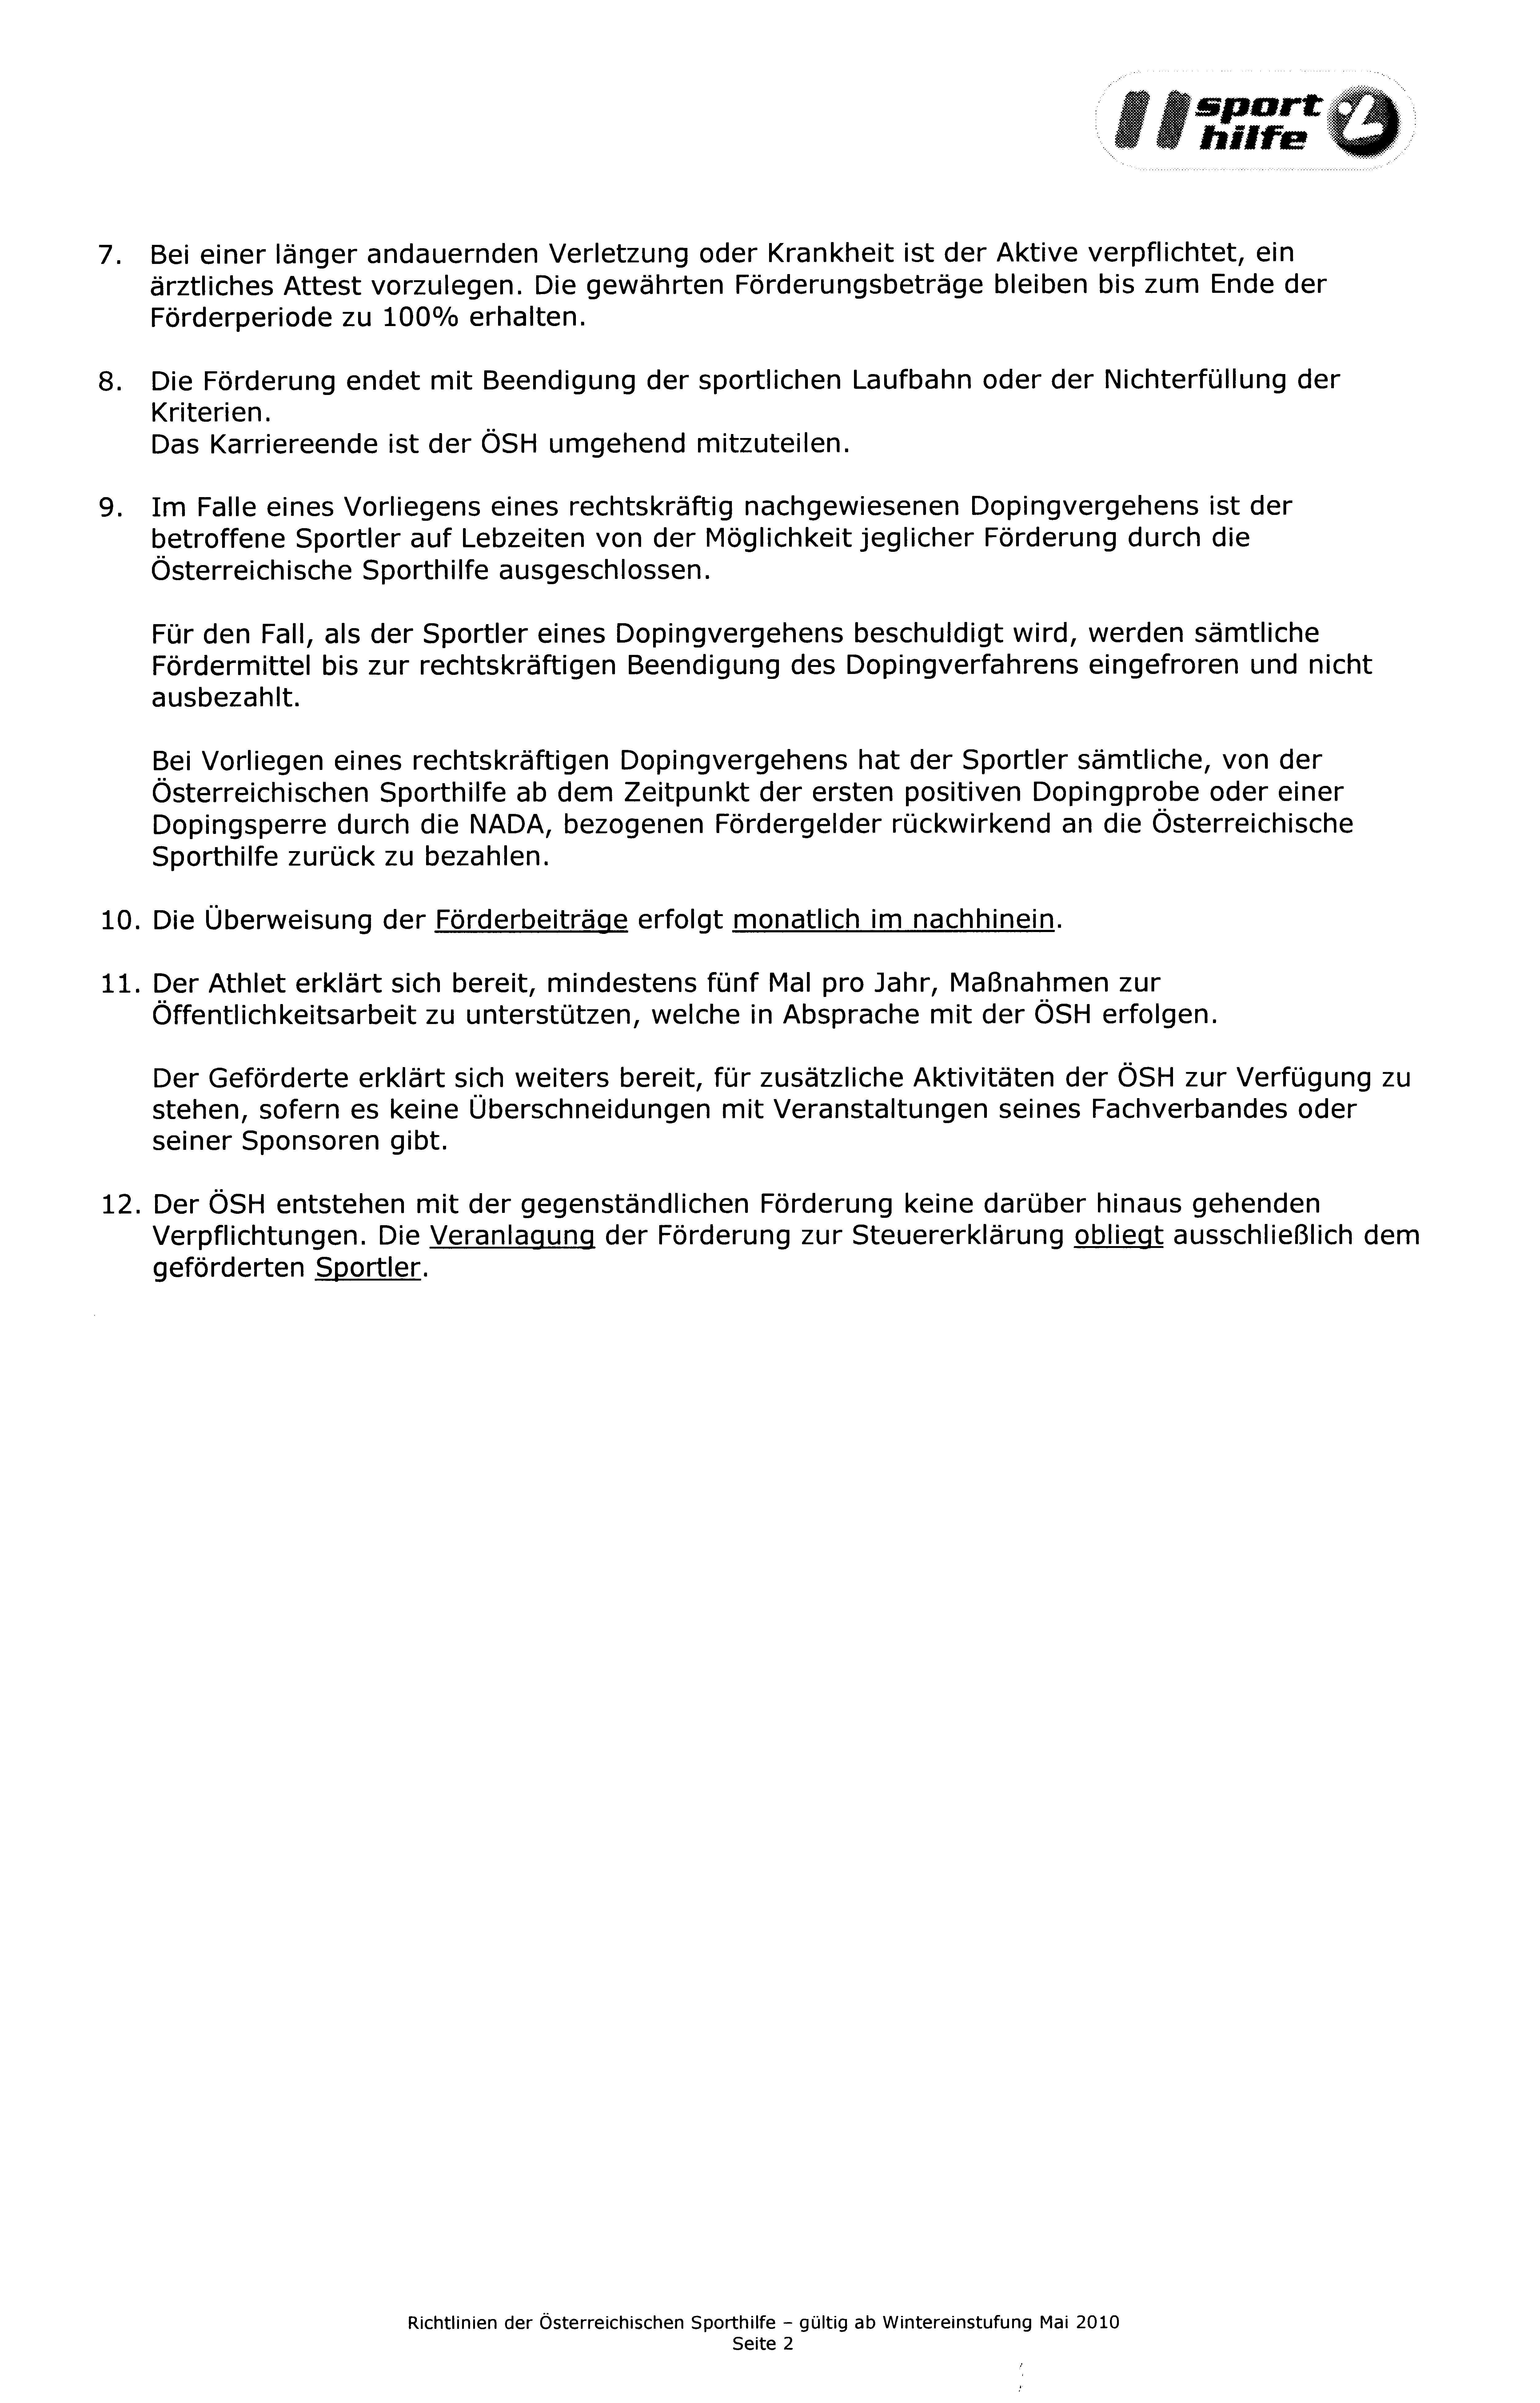 sport
hilfe
7. Bei einer länger andauernden Verletzung oder Krankheit ist der Aktive verpflichtet, ein
ärztliches Attest vorzulegen. Die gewährten Förderungsbeträge bleiben bis zum Ende der
Förderperiode zu 100% erhalten.
8. Die Förderung endet mit Beendigung der sportlichen Laufbahn oder der Nichterfüllung der
Kriterien.
Das Karriereende ist der ÖSH umgehend mitzuteilen.
9. Im Falle eines Vorliegens eines rechtskräftig nachgewiesenen Dopingvergehens ist der
betroffene Sportler auf Lebzeiten von der Möglichkeit jeglicher Förderung durch die
Österreichische Sporthilfe ausgeschlossen.
Für den Fall, als der Sportler eines Dopingvergehens beschuldigt wird, werden sämtliche
Fördermittel bis zur rechtskräftigen Beendigung des Dopingverfahrens eingefroren und nicht
ausbezahlt.
Bei Vorliegen eines rechtskräftigen Dopingvergehens hat der Sportler sämtliche, von der
Österreichischen Sporthilfe ab dem Zeitpunkt der ersten positiven Dopingprobe oder einer
Dopingsperre durch die NADA, bezogenen Fördergelder rückwirkend an die Österreichische
Sporthilfe zurück zu bezahlen.
10. Die Überweisung der Förderbeiträge erfolgt monatlich im nachhinein.
11. Der Athlet erklärt sich bereit, mindestens fünf Mal pro Jahr, Maßnahmen zur
Öffentlichkeitsarbeit zu unterstützen, welche in Absprache mit der ÖSH erfolgen.
Der Geförderte erklärt sich weiters bereit, für zusätzliche Aktivitäten der ÖSH zur Verfügung zu
stehen, sofern es keine Überschneidungen mit Veranstaltungen seines Fachverbandes oder
seiner Sponsoren gibt.
12. Der ÖSH entstehen mit der gegenständlichen Förderung keine darüber hinaus gehenden
Verpflichtungen. Die Veranlagung der Förderung zur Steuererklärung obliegt ausschließlich dem
geförderten Sportler.
Richtlinien der Österreichischen Sporthilfe – gültig ab Wintereinstufung Mai 2010
Seite 2